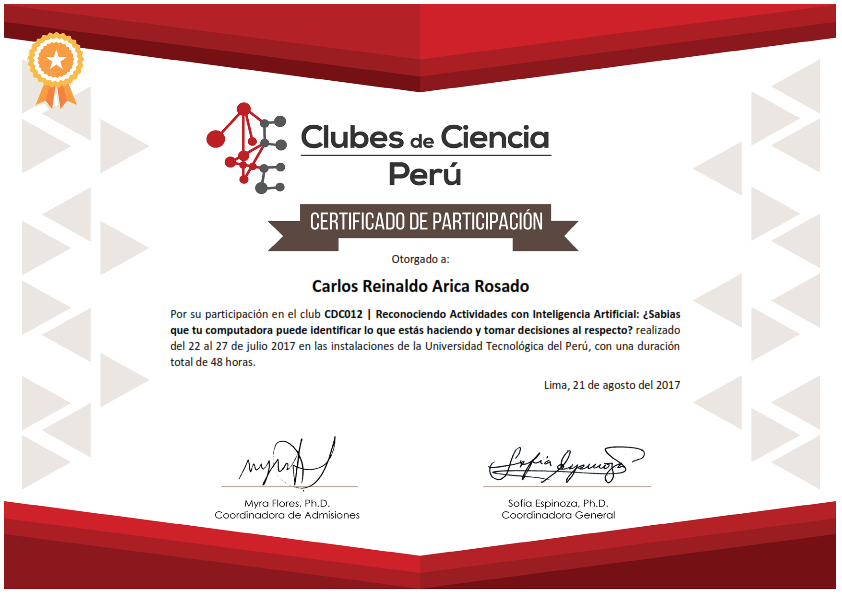 Clubes de Ciencia
Perú
CERTIFICADO DE PARTICIPACIÓN
Otorgado a:
Carlos Reinaldo Arica Rosado
Por su participación en el club CDC012 | Reconociendo Actividades con Inteligencia Artificial: ¿Sabias
que tu computadora puede identificar lo que estás haciendo y tomar decisiones al respecto? realizado
del 22 al 27 de julio 2017 en las instalaciones de la Universidad Tecnológica del Perú, con una duración
total de 48 horas.
Lima, 21 de agosto del 2017
Myra Flores, Ph.D.
Coordinadora de Admisiones
Sofia Espinoza, Ph.D.
Coordinadora General